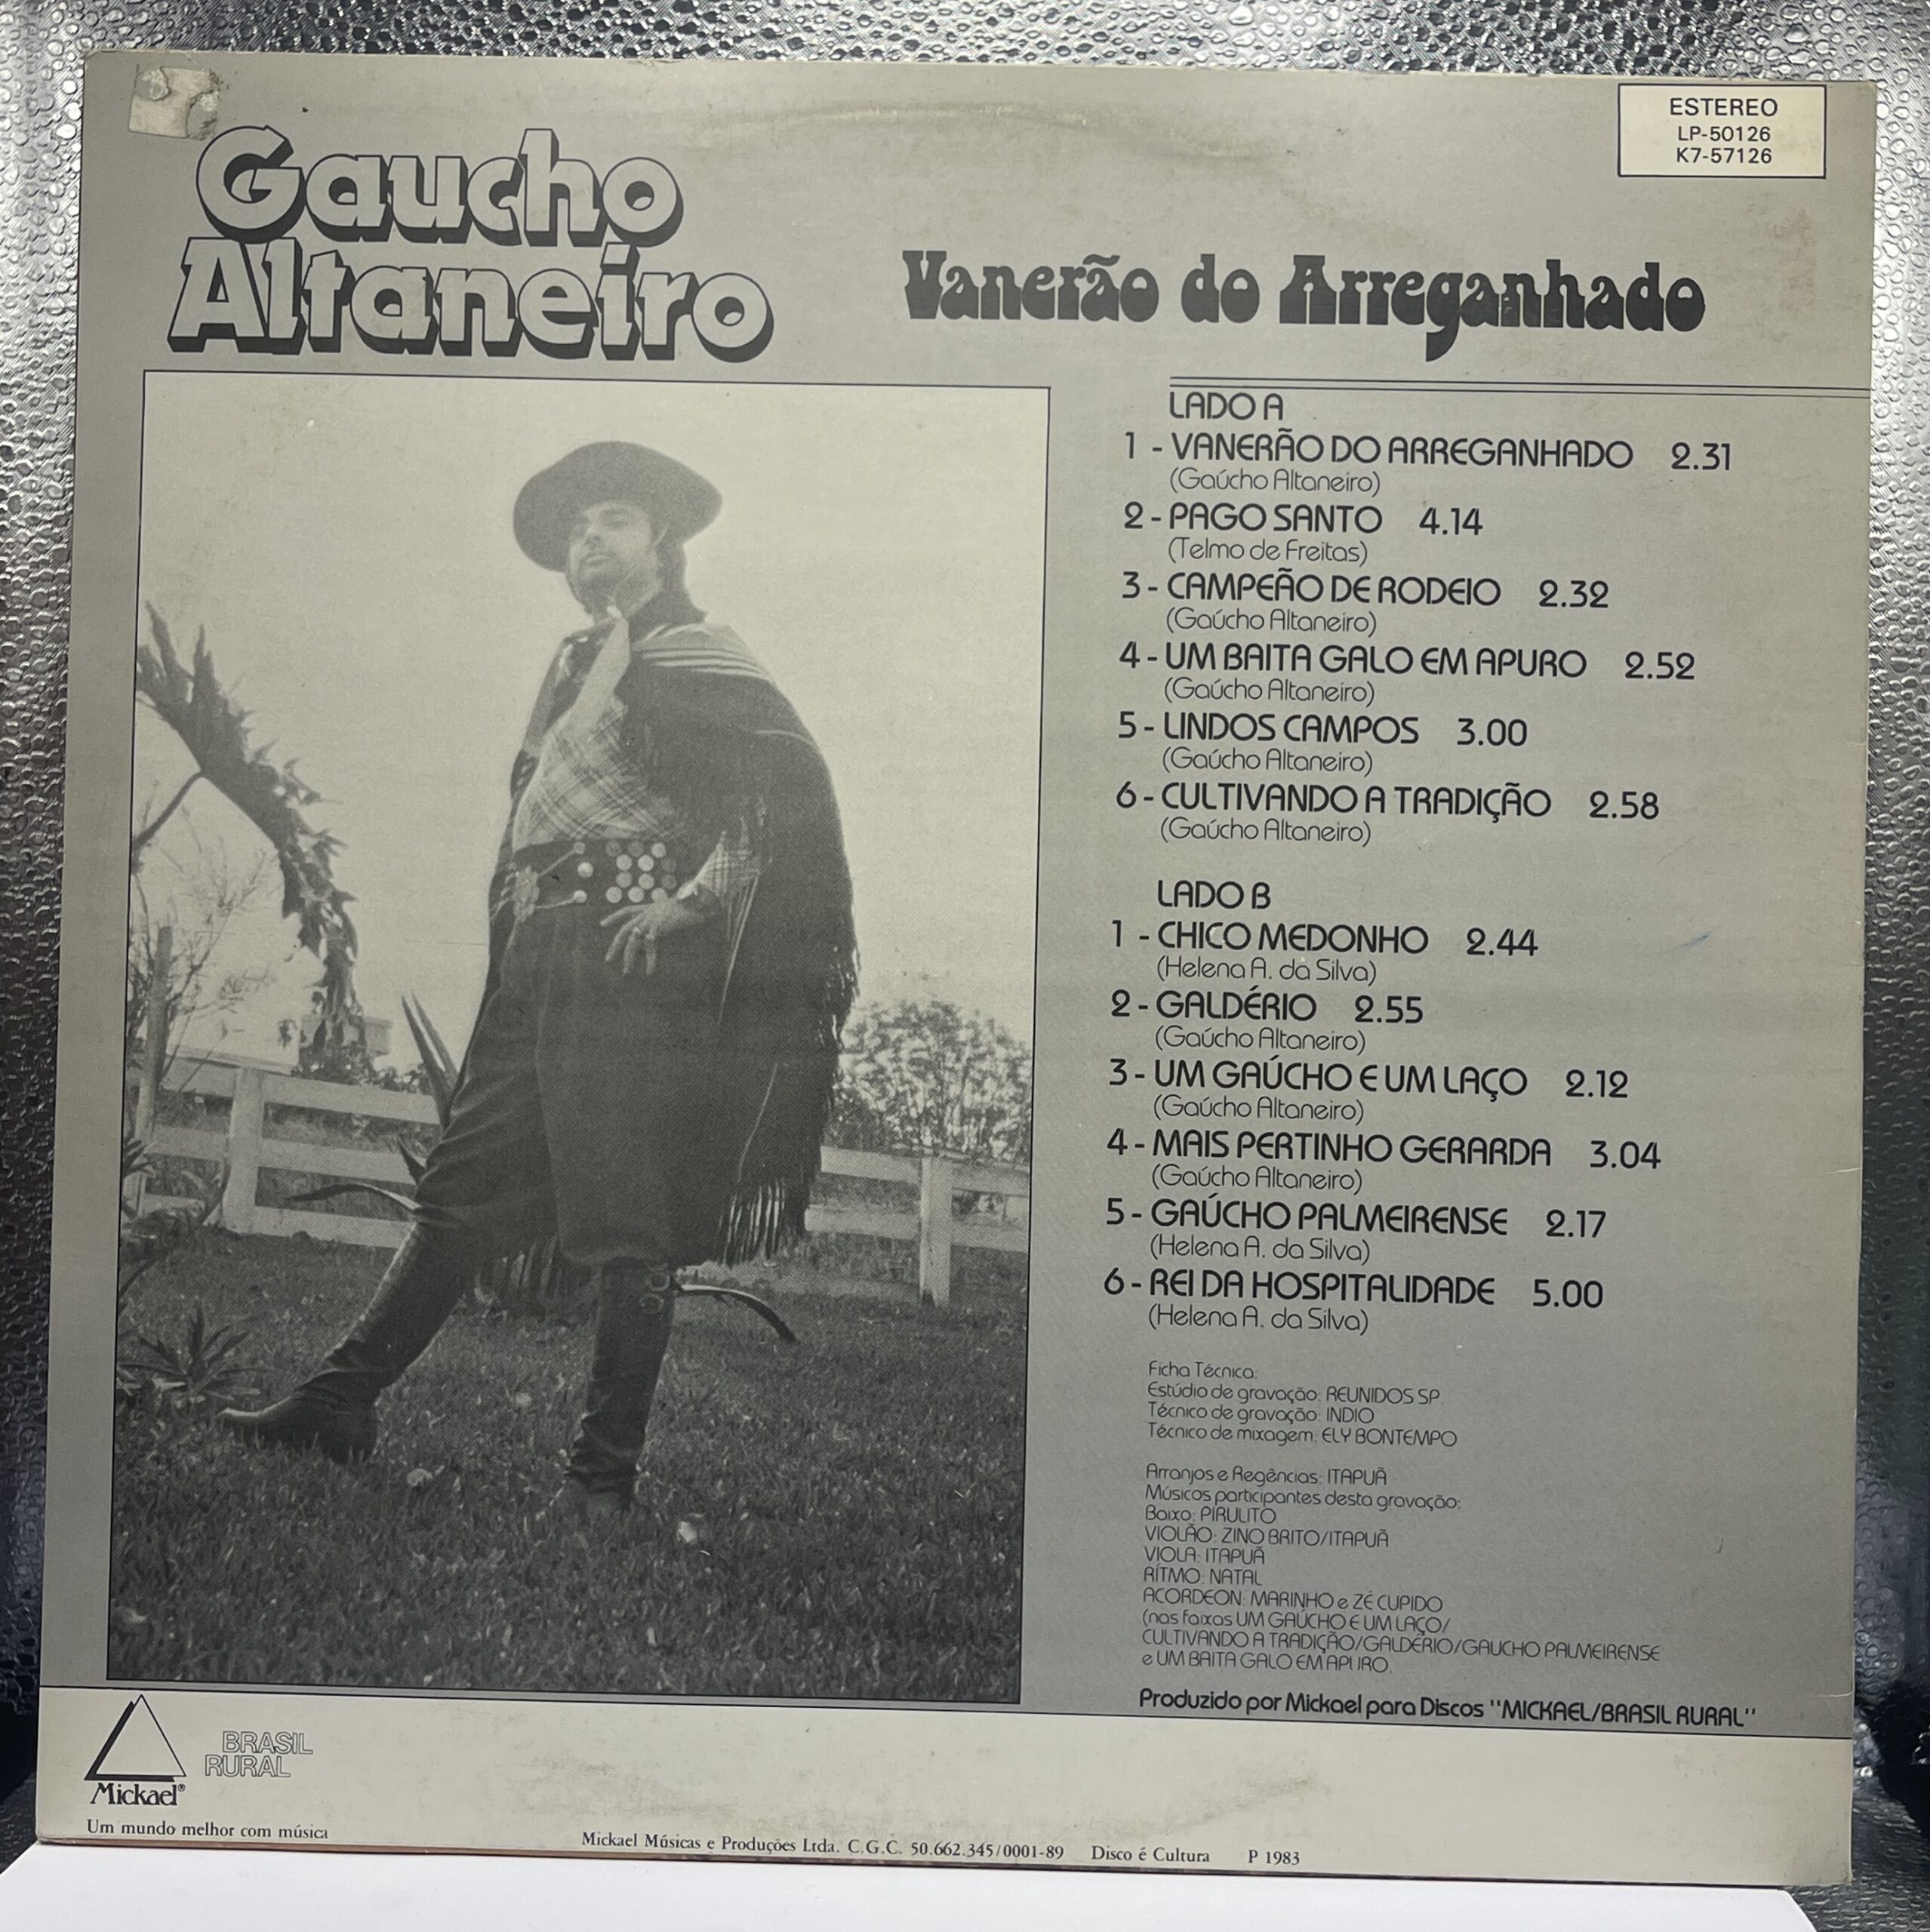 ESTEREO
LP-50126
K7-57126
Gaucho
Altaneiro
Vanerão do Arreganhado
LADO A
1 - VANERÃO DO ARREGANHADO 2.31
(Gaúcho Altaneiro)
2 - PAGO SANTO 4.14
(Telmo de Freitas)
3 - CAMPEÃO DE RODEIO 2.32
(Gaúcho Altaneiro)
4 - UM BAITA GALO EM APURO 2.52
(Gaúcho Altaneiro)
5 - LINDOS CAMPOS 3.00
(Gaúcho Altaneiro)
6 - CULTIVANDO A TRADIÇÃO 2.58
(Gaúcho Altaneiro)
LADO B
1 - CHICO MEDONHO 2.44
(Helena A. da Silva)
2 - GALDÉRIO 2.55
(Gaúcho Altaneiro)
3 - UM GAÚCHO E UM LAÇO 2.12
(Gaúcho Altaneiro)
4 - MAIS PERTINHO GERARDA 3.04
(Gaúcho Altaneiro)
5 - GAÚCHO PALMEIRENSE 2.17
(Helena A. da Silva)
6 - REI DA HOSPITALIDADE 5.00
(Helena A. da Silva)
Ficha Técnica:
Estúdio de gravação: REUNIDOS SP.
Técnico de gravação: INDIO
Técnico de mixagem: ELY BONTEMPO
Arranjos e Regências: ITAPUÃ
Músicos participantes desta gravação:
Baixo: PIRULITO
VIOLÃO: ZINO BRITO/ITAPUÃ
VIOLA: ITAPUÃ
RÍTMO: NATAL
ACORDEON: MARINHO e ZÉ CUPIDO
(nas faixas UM GAÚCHO E UM LAÇO/
CULTIVANDO A TRADIÇÃO/GALDÉRIO/GAUCHO PALMEIRENSE
e UM BAITA GALO EM APURO.
Produzido por Mickael para Discos "MICKAEL/BRASIL RURAL"
BRASIL
RURAL
Mickael®
Um mundo melhor com música
Mickael Músicas e Produções Ltda. C.G.C. 50.662.345/0001-89 Disco é Cultura P 1983